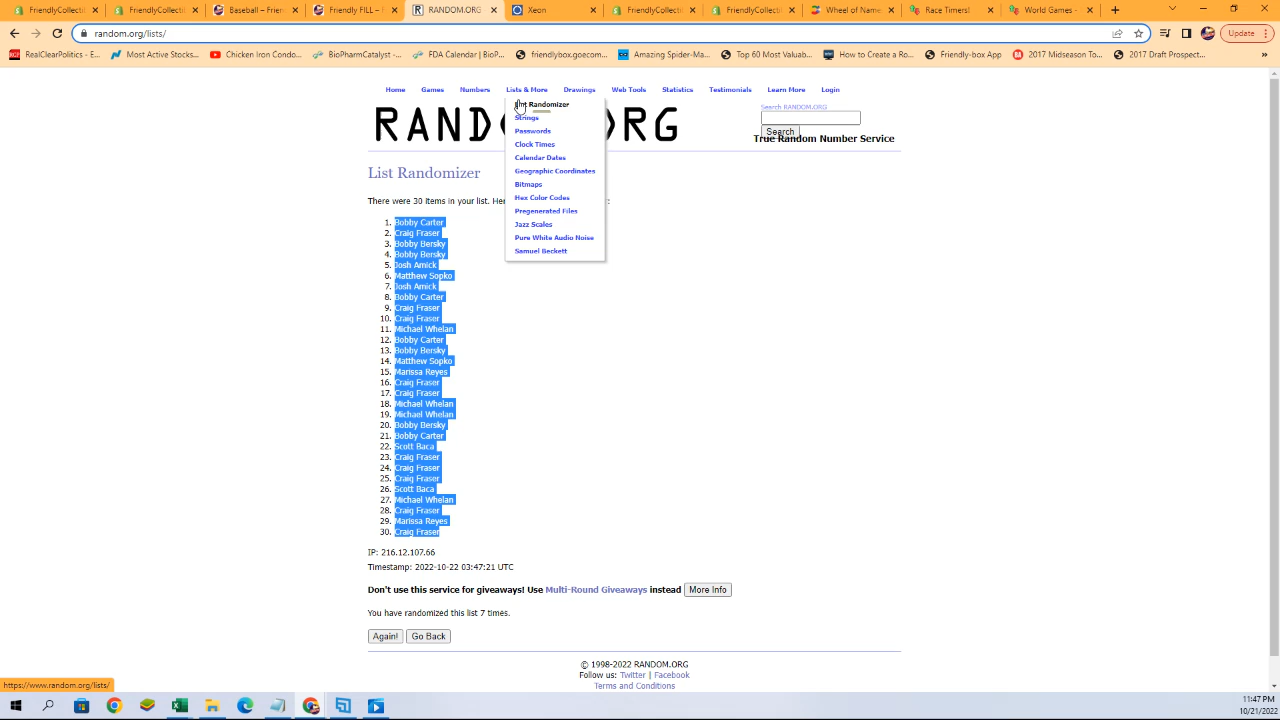 FriendlyCollecti
FriendlyCollecti
Baseball – Frien
Friendly FILL –
RANDOM.ORG
Xeon
FriendlyCollecti
FriendlyCollecti
Wheel of Name
Race Timers!
World Games -
random.org/lists/
Update
RealClearPolitics - E...
Most Active Stocks...
Chicken Iron Condo...
BioPharmCatalyst -...
FDA Calendar | BioP...
friendlybox.goecom...
Amazing Spider-Ma...
Top 60 Most Valuab...
How to Create a Ro...
Friendly-box App
2017 Midseason To...
2017 Draft Prospect...
Home
Games
Numbers
Lists & More
Drawings
Web Tools
Statistics
Testimonials
Learn More
Login
Randomizer
Strings
Passwords
Clock Times
Calendar Dates
Geographic Coordinates
Bitmaps
Hex Color Codes
Pregenerated Files
Jazz Scales
Pure White Audio Noise
Samuel Beckett
Search RANDOM.ORG
Search
True Random Number Service
List Randomizer
There were 30 items in your list.
1. Bobby Carter
2. Craig Fraser
3. Bobby Bersky
4. Bobby Bersky
5. Josh Amick
6. Matthew Sopko
7. Josh Amick
8. Bobby Carter
9. Craig Fraser
10. Craig Fraser
11. Michael Whelan
12. Bobby Carter
13. Bobby Bersky
14. Matthew Sopko
15. Marissa Reyes
16. Craig Fraser
17. Craig Fraser
18. Michael Whelan
19. Michael Whelan
20. Bobby Bersky
21. Bobby Carter
22. Scott Baca
23. Craig Fraser
24. Craig Fraser
25. Craig Fraser
26. Scott Baca
27. Michael Whelan
28. Craig Fraser
29. Marissa Reyes
30. Craig Fraser
IP: 216.12.107.66
Timestamp: 2022-10-22 03:47:21 UTC
Don't use this service for giveaways! Use Multi-Round Giveaways instead More Info
You have randomized this list 7 times.
Again! Go Back
© 1998-2022 RANDOM.ORG
Follow us: Twitter | Facebook
Terms and Conditions
https://www.random.org/lists/
11:47 PM
10/21/2022